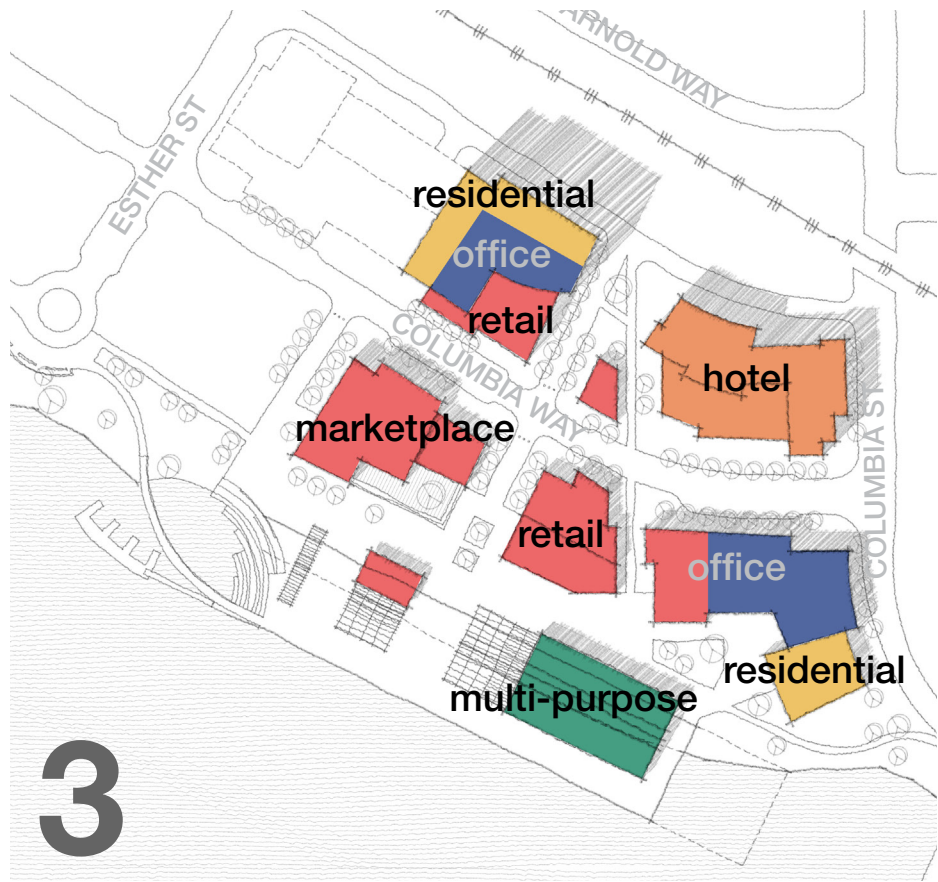 ARNOLD WAY
ESTHER ST
residential
office
retail
COLUMBIA WAY
hotel
marketplace
COLUMBIA ST
retail
office
residential
multi-purpose
3